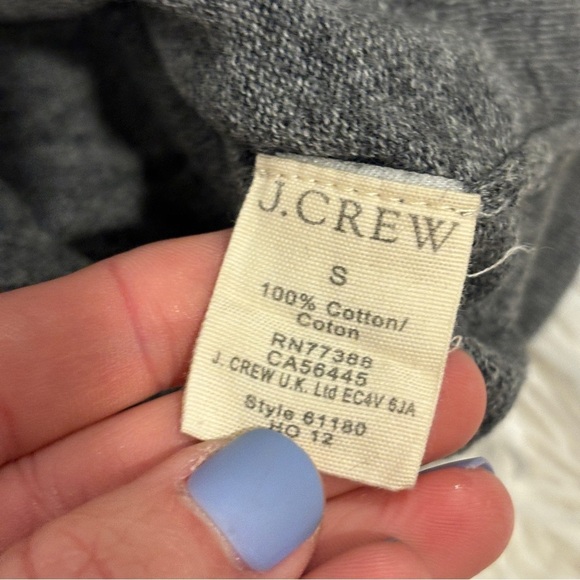 J.CREW
S
100% Cotton/
Coton
RN77388
CA56445
J. CREW U.K. Ltd EC4V 6JA
Style 61180
HO 12